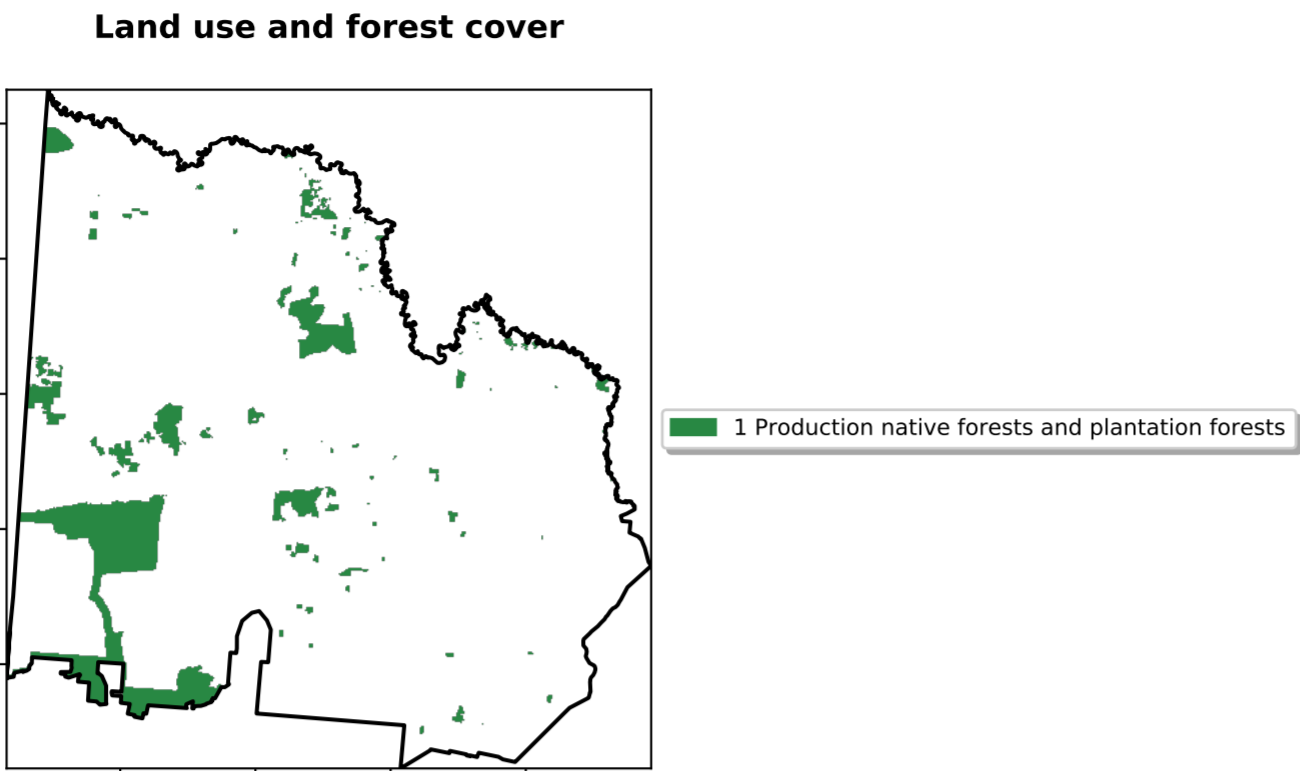 Land use and forest cover
1 Production native forests and plantation forests